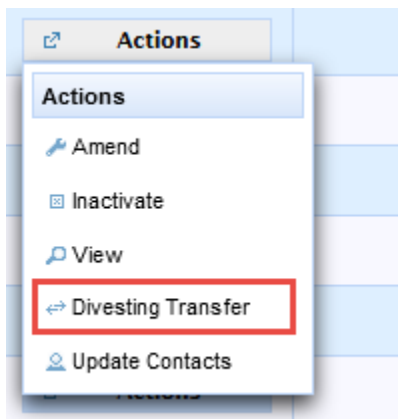 Actions
Actions
Amend
Inactivate
View
Divesting Transfer
Update Contacts